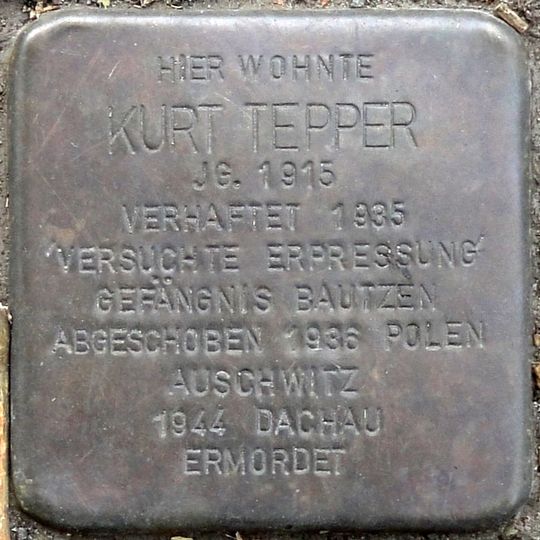 HIER WOHNTE
KURT TEPPER
JG. 1915
VERHAFTET 1935
'VERSUCHTE ERPRESSUNG'
GEFÄNGNIS BAUTZEN
ABGESCHOBEN 1936 POLEN
AUSCHWITZ
1944 DACHAU
ERMORDET